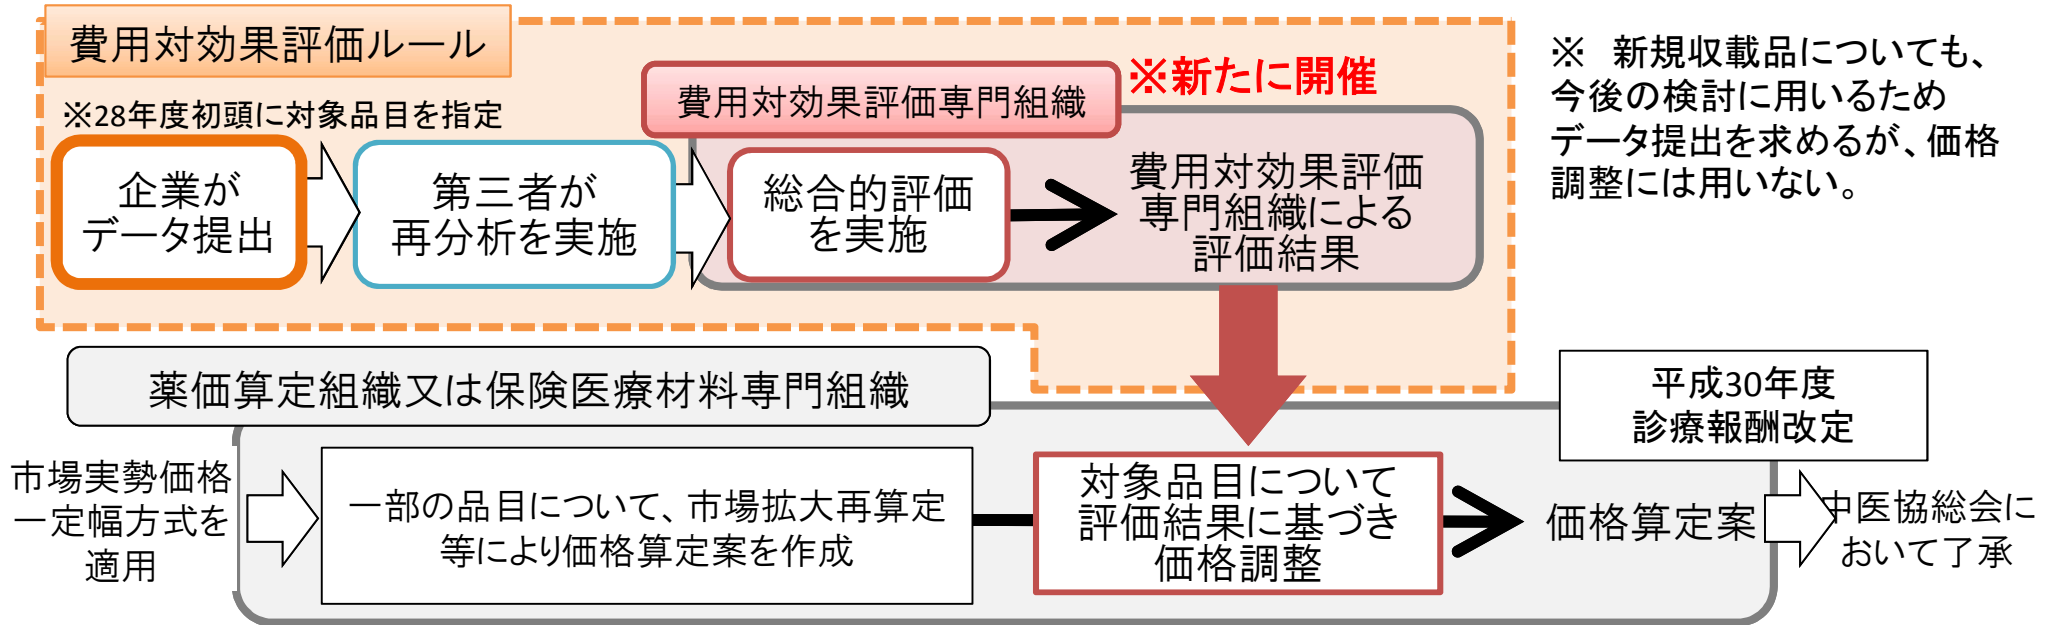 費用対効果評価ルール
※28年度初頭に対象品目を指定
企業が
データ提出
第三者が
再分析を実施
費用対効果評価専門組織
※新たに開催
総合的評価
を実施
費用対効果評価
専門組織による
評価結果
※　新規収載品についても、
今後の検討に用いるため
データ提出を求めるが、価格
調整には用いない。
薬価算定組織又は保険医療材料専門組織
平成30年度
診療報酬改定
市場実勢価格
一定幅方式を
適用
一部の品目について、市場拡大再算定
等により価格算定案を作成
対象品目について
評価結果に基づき
価格調整
価格算定案
中医協総会に
おいて了承